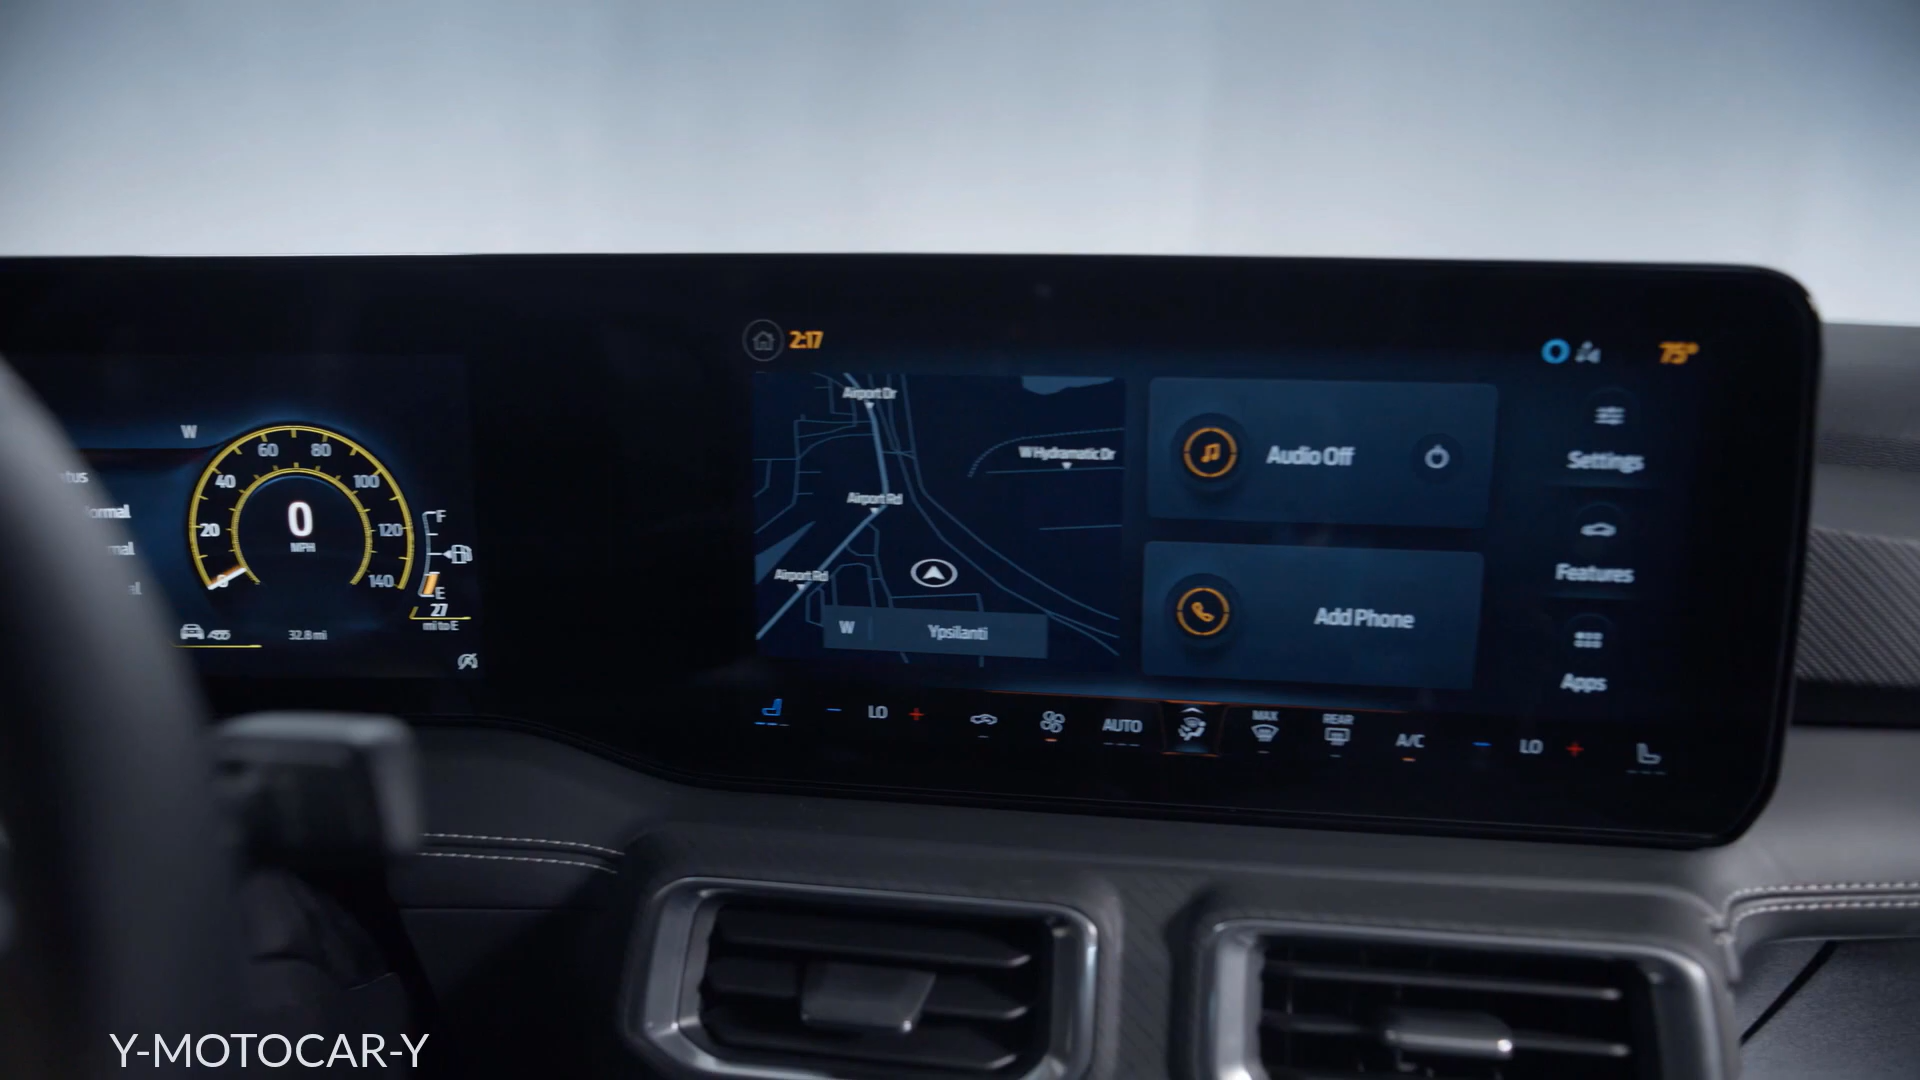 W
60 80
40 100
20 0 120
MPH
0 140
F
E
27
mi to E
32.8 mi
2:17
75°
Airport Dr
W Hydramatic Dr
Airport Rd
Airport Rd
W Ypsilanti
Audio Off
Add Phone
Settings
Features
Apps
LO
AUTO
MAX
REAR
A/C
LO
Y-MOTOCAR-Y